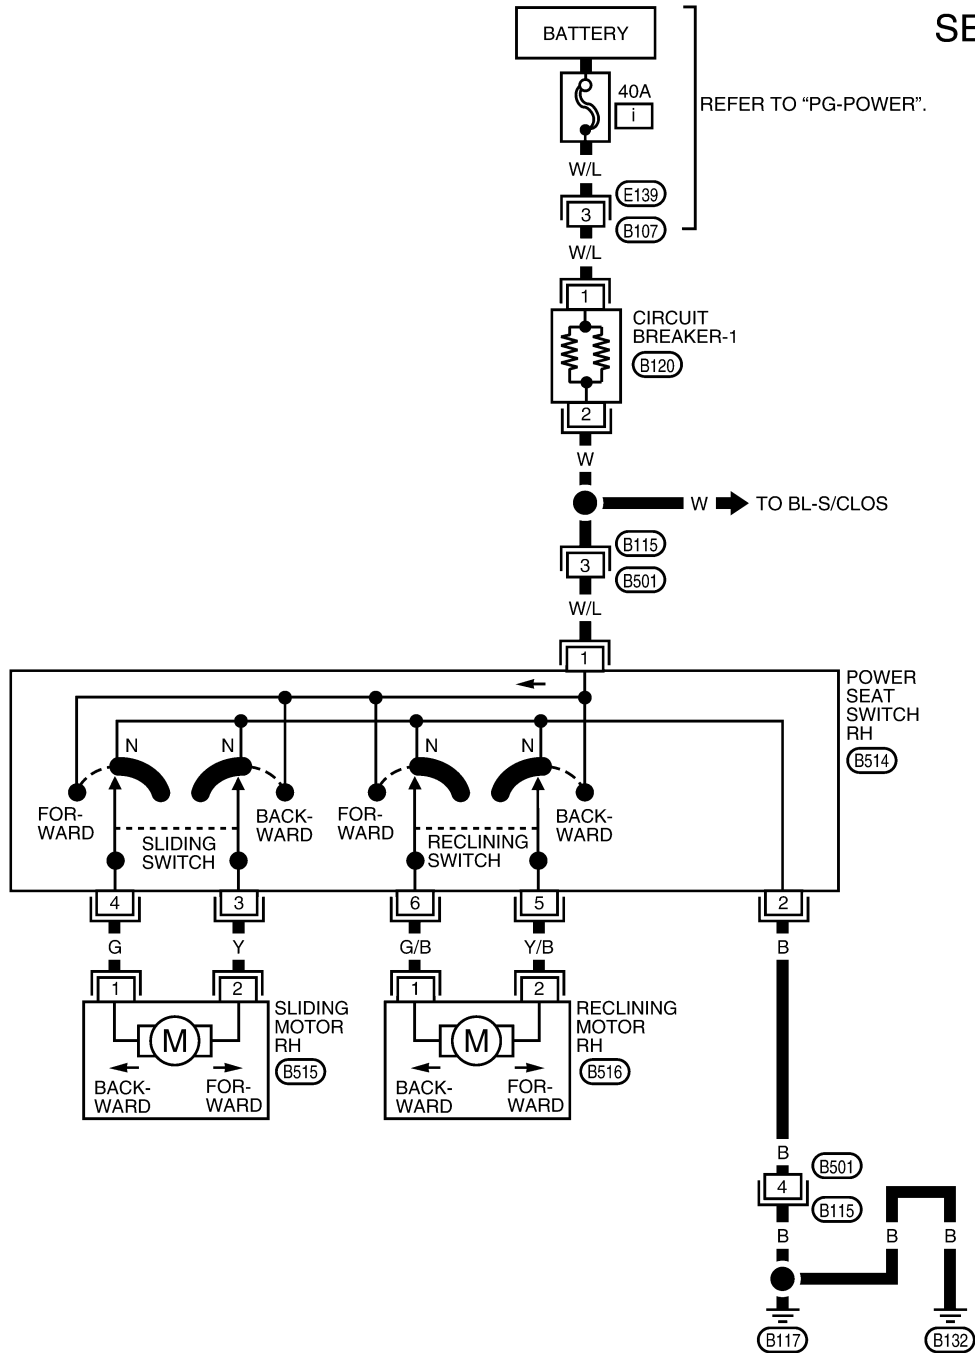 SE
BATTERY
40A
i
REFER TO “PG-POWER”.
W/L
E139
3
B107
W/L
1
CIRCUIT
BREAKER-1
B120
2
W
W
TO BL-S/CLOS
B115
3
B501
W/L
1
POWER
SEAT
SWITCH
RH
B514
N
N
N
N
FOR-
WARD
BACK-
WARD
FOR-
WARD
BACK-
WARD
SLIDING
SWITCH
RECLINING
SWITCH
4
3
6
5
2
G
Y
G/B
Y/B
B
1
2
1
2
SLIDING
MOTOR
RH
B515
M
BACK-
WARD
FOR-
WARD
RECLINING
MOTOR
RH
B516
M
BACK-
WARD
FOR-
WARD
B
B501
4
B115
B
B
B
B117
B132